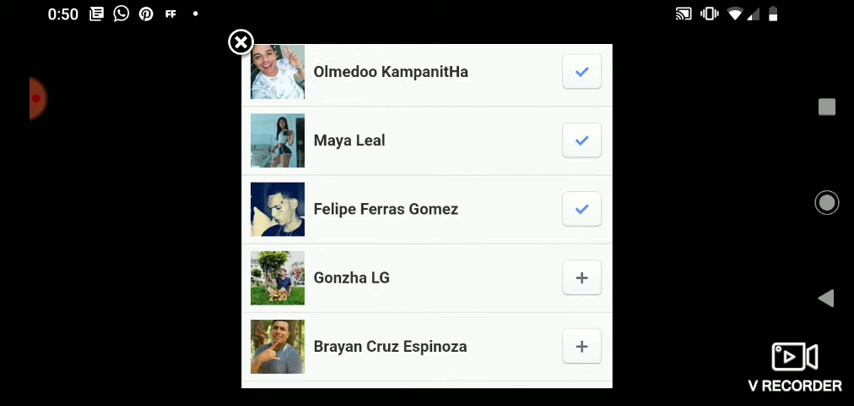 0:50
FF
Olmedoo KampanitHa
Maya Leal
Felipe Ferras Gomez
Gonzha LG
Brayan Cruz Espinoza
V RECORDER